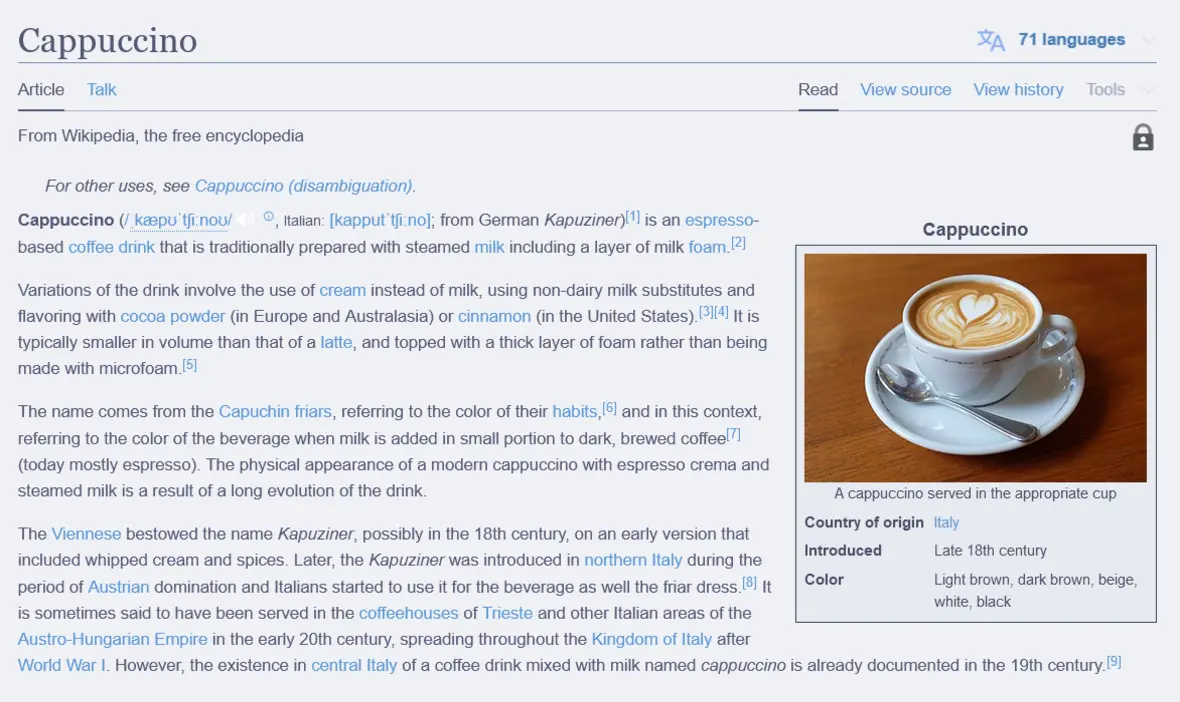 Cappuccino
71 languages
Article Talk Read View source View history Tools
From Wikipedia, the free encyclopedia
For other uses, see Cappuccino (disambiguation).
Cappuccino (/ˌkæpʊˈtʃiːnoʊ/ ⓘ, Italian: [kapputˈtʃiːno]; from German Kapuziner)[1] is an espresso-
based coffee drink that is traditionally prepared with steamed milk including a layer of milk foam.[2]
Variations of the drink involve the use of cream instead of milk, using non-dairy milk substitutes and
flavoring with cocoa powder (in Europe and Australasia) or cinnamon (in the United States).[3][4] It is
typically smaller in volume than that of a latte, and topped with a thick layer of foam rather than being
made with microfoam.[5]
The name comes from the Capuchin friars, referring to the color of their habits,[6] and in this context,
referring to the color of the beverage when milk is added in small portion to dark, brewed coffee[7]
(today mostly espresso). The physical appearance of a modern cappuccino with espresso crema and
steamed milk is a result of a long evolution of the drink.
The Viennese bestowed the name Kapuziner, possibly in the 18th century, on an early version that
included whipped cream and spices. Later, the Kapuziner was introduced in northern Italy during the
period of Austrian domination and Italians started to use it for the beverage as well the friar dress.[8] It
is sometimes said to have been served in the coffeehouses of Trieste and other Italian areas of the
Austro-Hungarian Empire in the early 20th century, spreading throughout the Kingdom of Italy after
World War I. However, the existence in central Italy of a coffee drink mixed with milk named cappuccino is already documented in the 19th century.[9]
Cappuccino
A cappuccino served in the appropriate cup
Country of origin Italy
Introduced Late 18th century
Color Light brown, dark brown, beige,
white, black